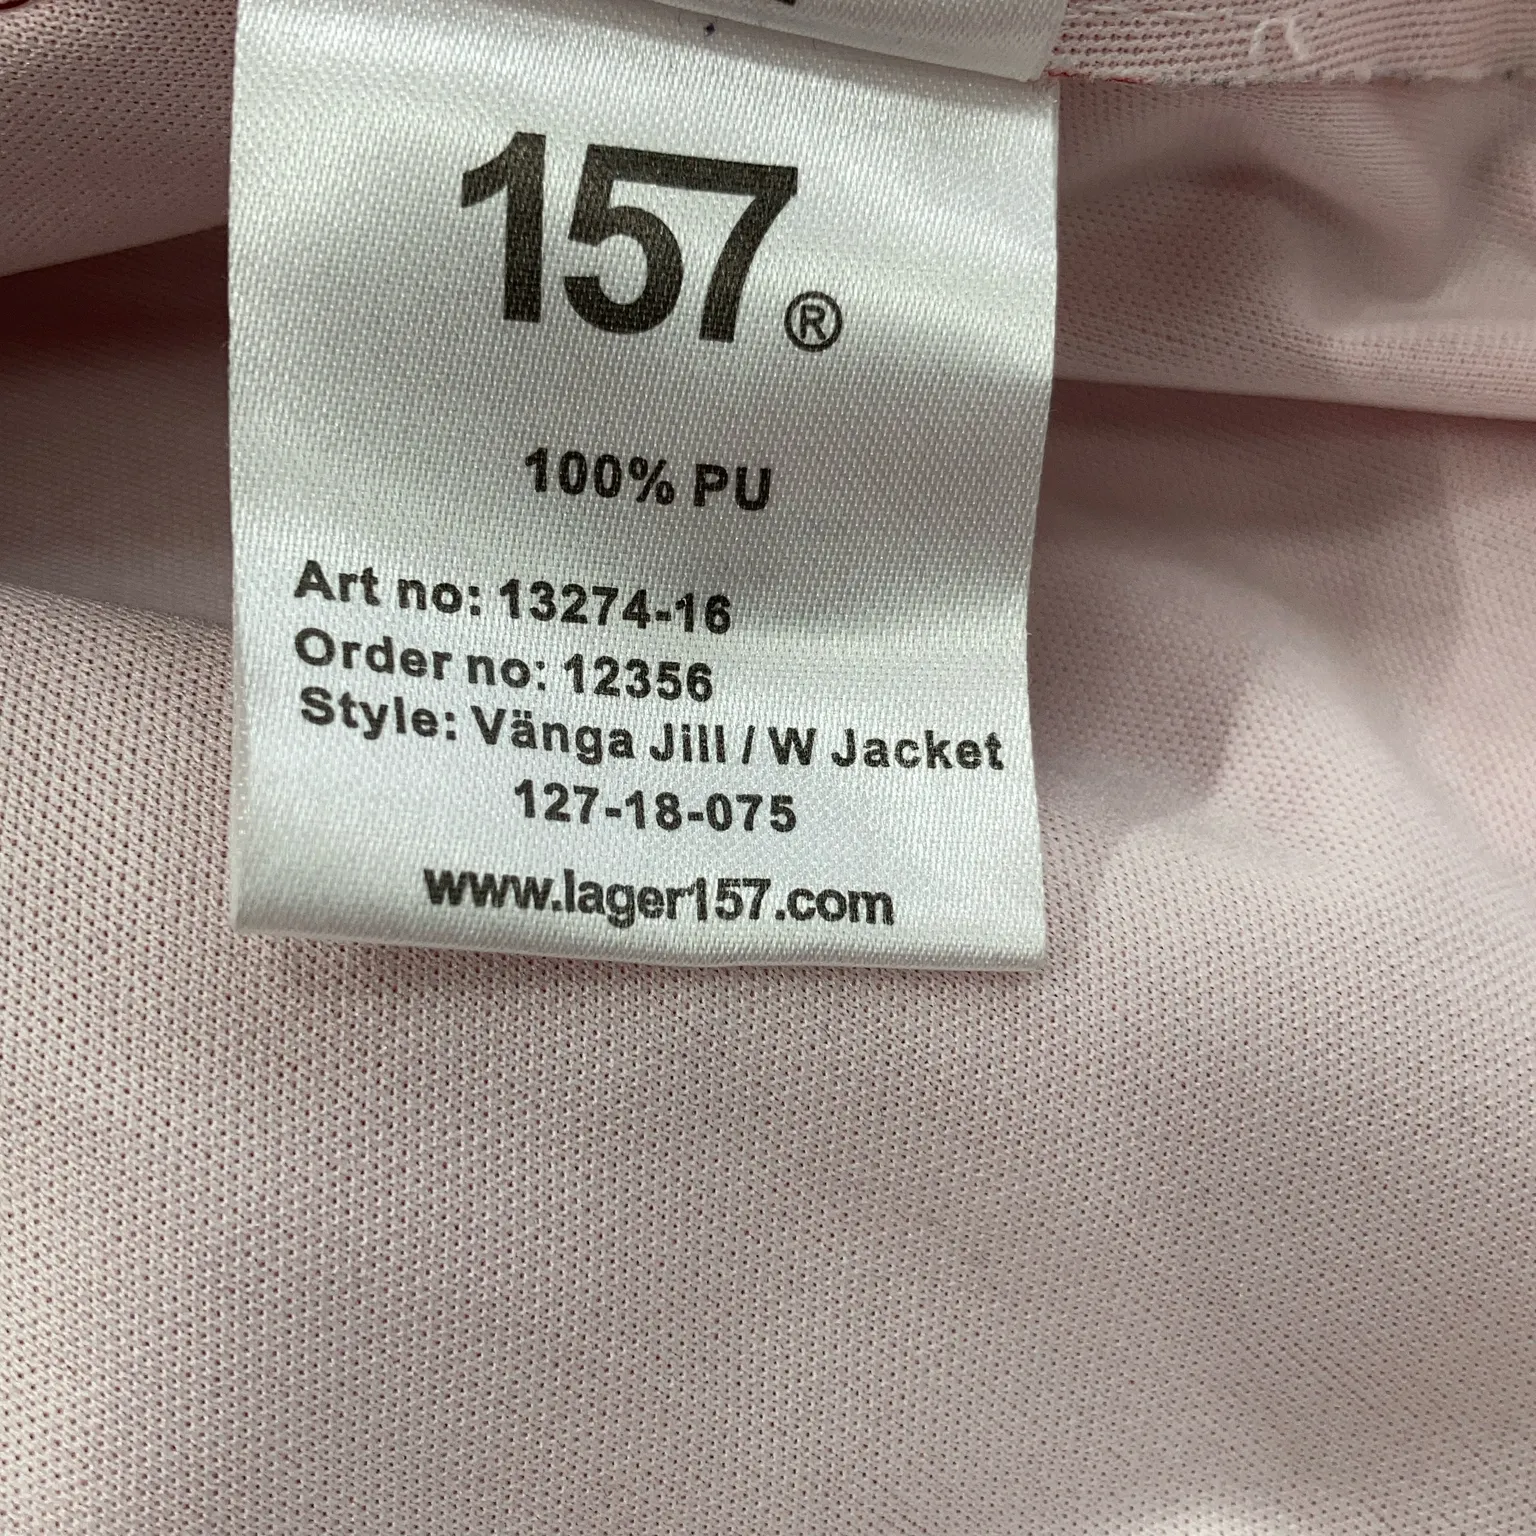 157®
100% PU
Art no: 13274-16
Order no: 12356
Style: Vänga Jill / W Jacket
127-18-075
www.lager157.com